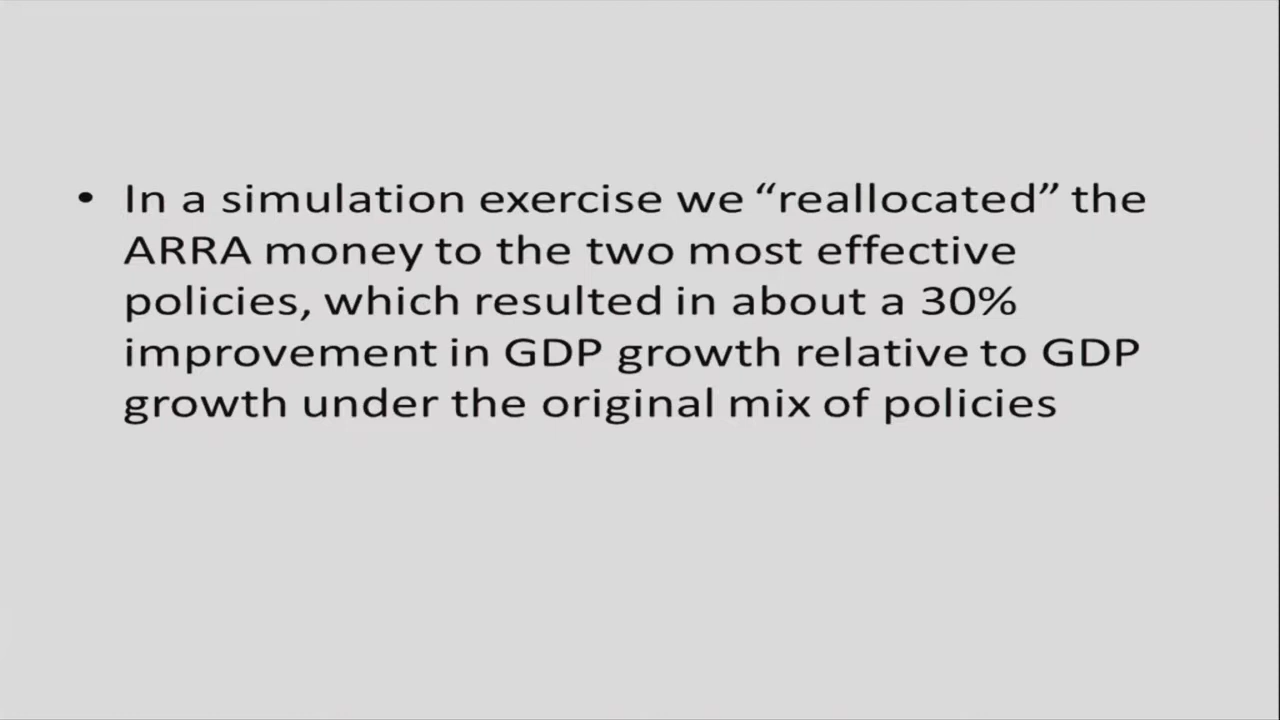 • In a simulation exercise we “reallocated” the
ARRA money to the two most effective
policies, which resulted in about a 30%
improvement in GDP growth relative to GDP
growth under the original mix of policies